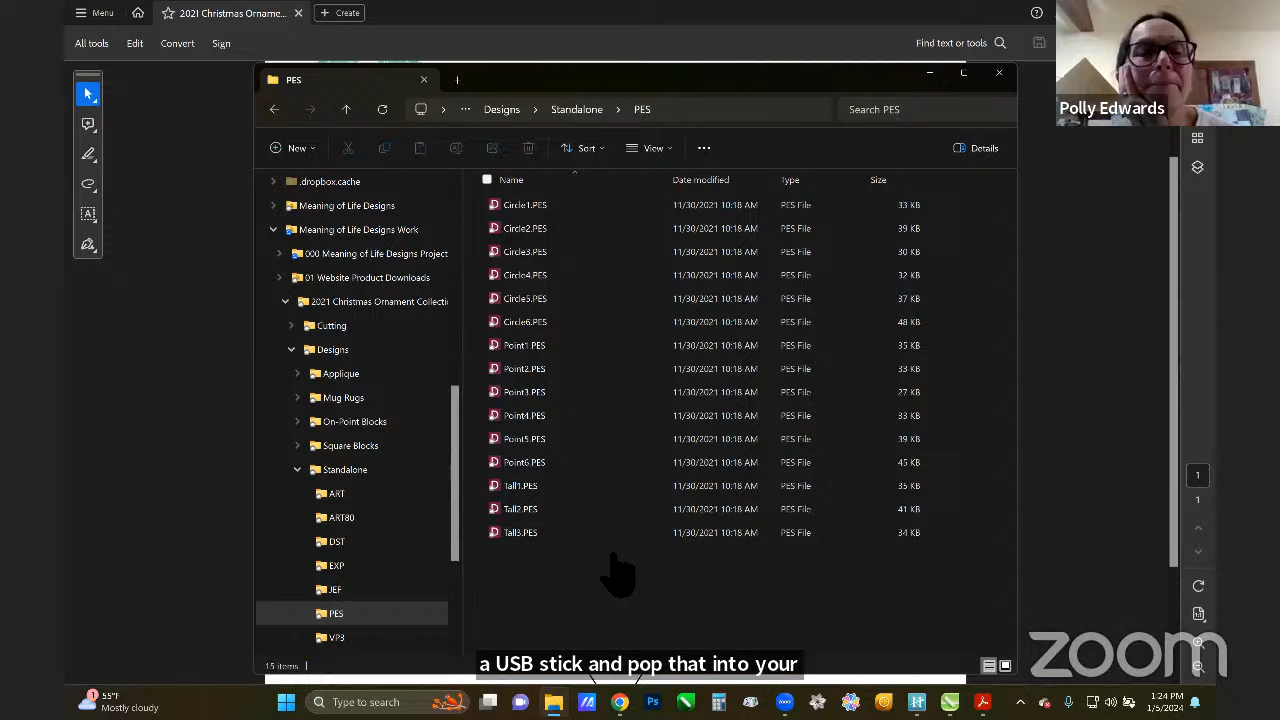 Menu
2021 Christmas Orname...
Create
All tools
Edit
Convert
Sign
Find text or tools
Polly Edwards
PES
Designs
Standalone
PES
Search PES
New
Sort
View
Details
Name
Date modified
Type
Size
.dropbox.cache
Meaning of Life Designs
Meaning of Life Designs Work
000 Meaning of Life Designs Project
01 Website Product Downloads
2021 Christmas Ornament Collecti
Cutting
Designs
Applique
Mug Rugs
On-Point Blocks
Square Blocks
Standalone
ART
ART80
DST
EXP
JEF
PES
VP3
Circle1.PES 11/30/2021 10:18 AM PES File 33 KB
Circle2.PES 11/30/2021 10:18 AM PES File 39 KB
Circle3.PES 11/30/2021 10:18 AM PES File 30 KB
Circle4.PES 11/30/2021 10:18 AM PES File 32 KB
Circle5.PES 11/30/2021 10:18 AM PES File 37 KB
Circle6.PES 11/30/2021 10:18 AM PES File 48 KB
Point1.PES 11/30/2021 10:18 AM PES File 35 KB
Point2.PES 11/30/2021 10:18 AM PES File 33 KB
Point3.PES 11/30/2021 10:18 AM PES File 27 KB
Point4.PES 11/30/2021 10:18 AM PES File 33 KB
Point5.PES 11/30/2021 10:18 AM PES File 39 KB
Point6.PES 11/30/2021 10:18 AM PES File 45 KB
Tall1.PES 11/30/2021 10:18 AM PES File 35 KB
Tall2.PES 11/30/2021 10:18 AM PES File 41 KB
Tall3.PES 11/30/2021 10:18 AM PES File 34 KB
1
1
15 items
a USB stick and pop that into your
zoom
1
55°F
Mostly cloudy
Type to search
Ps
zoom
1:24 PM
1/5/2024